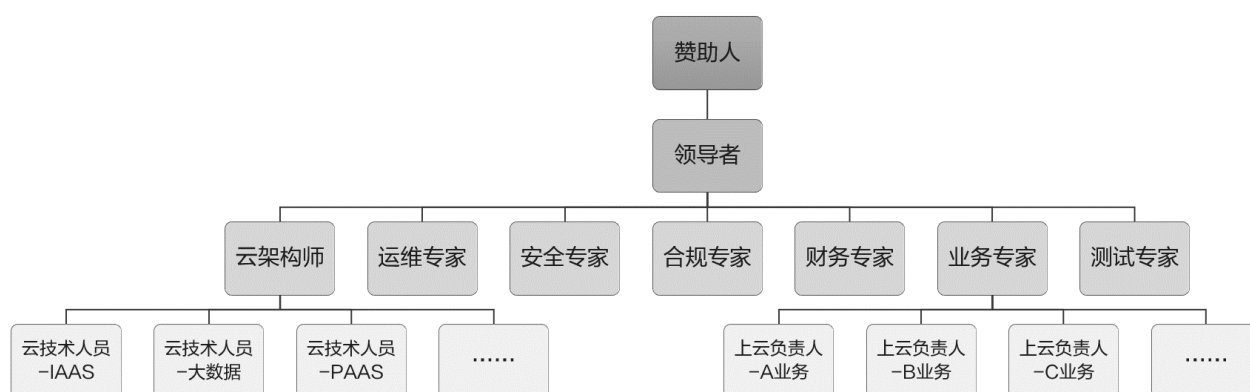 赞助人
领导者
云架构师
运维专家
安全专家
合规专家
财务专家
业务专家
测试专家
云技术人员
-IAAS
云技术人员
-大数据
云技术人员
-PAAS
……
上云负责人
-A业务
上云负责人
-B业务
上云负责人
-C业务
……